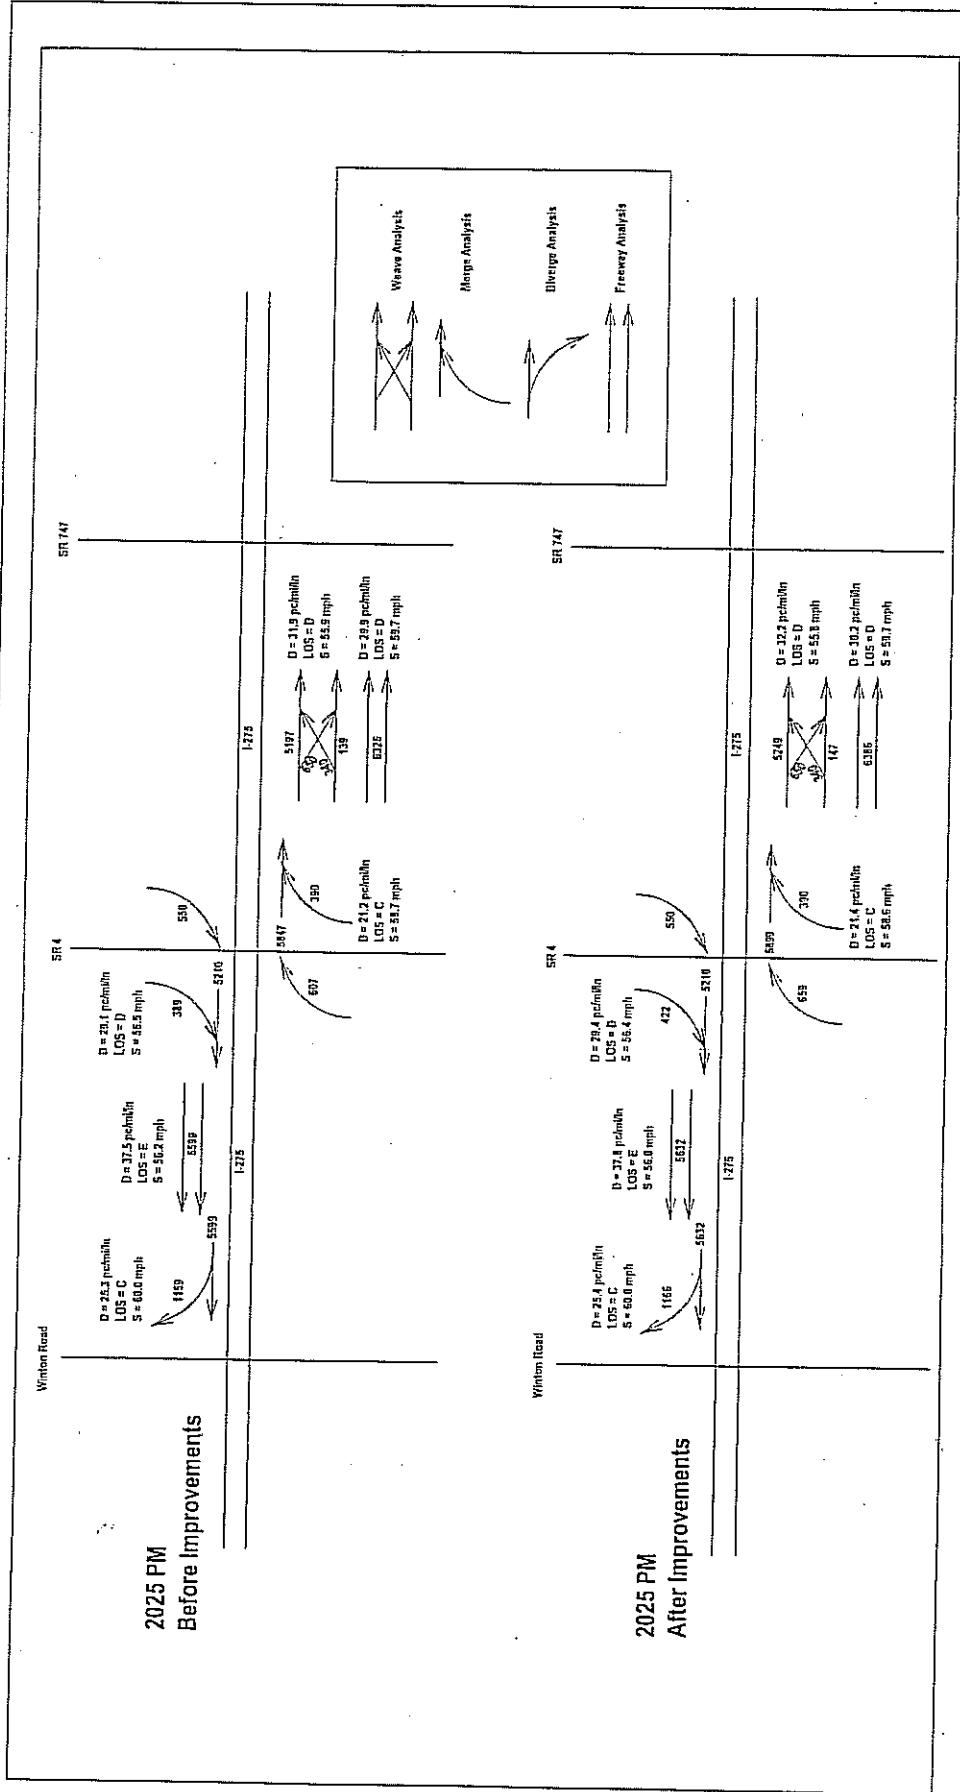 2025 PM
Before Improvements
Winton Road
SR 4
SR 747
D = 25.3 pc/mi/ln
LOS = C
S = 60.0 mph
1159
5599
D = 37.5 pc/mi/ln
LOS = E
S = 56.2 mph
5599
D = 29.1 pc/mi/ln
LOS = D
S = 56.5 mph
389
5210
550
I-275
I-275
607
5847
390
D = 21.2 pc/mi/ln
LOS = C
S = 58.7 mph
5197
139
D = 31.9 pc/mi/ln
LOS = D
S = 55.9 mph
6326
D = 29.9 pc/mi/ln
LOS = D
S = 59.7 mph
Weave Analysis
Merge Analysis
Diverge Analysis
Freeway Analysis
2025 PM
After Improvements
Winton Road
SR 4
SR 747
D = 25.4 pc/mi/ln
LOS = C
S = 60.0 mph
1166
5632
D = 37.8 pc/mi/ln
LOS = E
S = 56.0 mph
5632
D = 29.4 pc/mi/ln
LOS = D
S = 56.4 mph
422
5210
550
I-275
I-275
659
5899
390
D = 21.4 pc/mi/ln
LOS = C
S = 58.6 mph
5249
147
D = 32.2 pc/mi/ln
LOS = D
S = 55.8 mph
6386
D = 30.2 pc/mi/ln
LOS = D
S = 59.7 mph